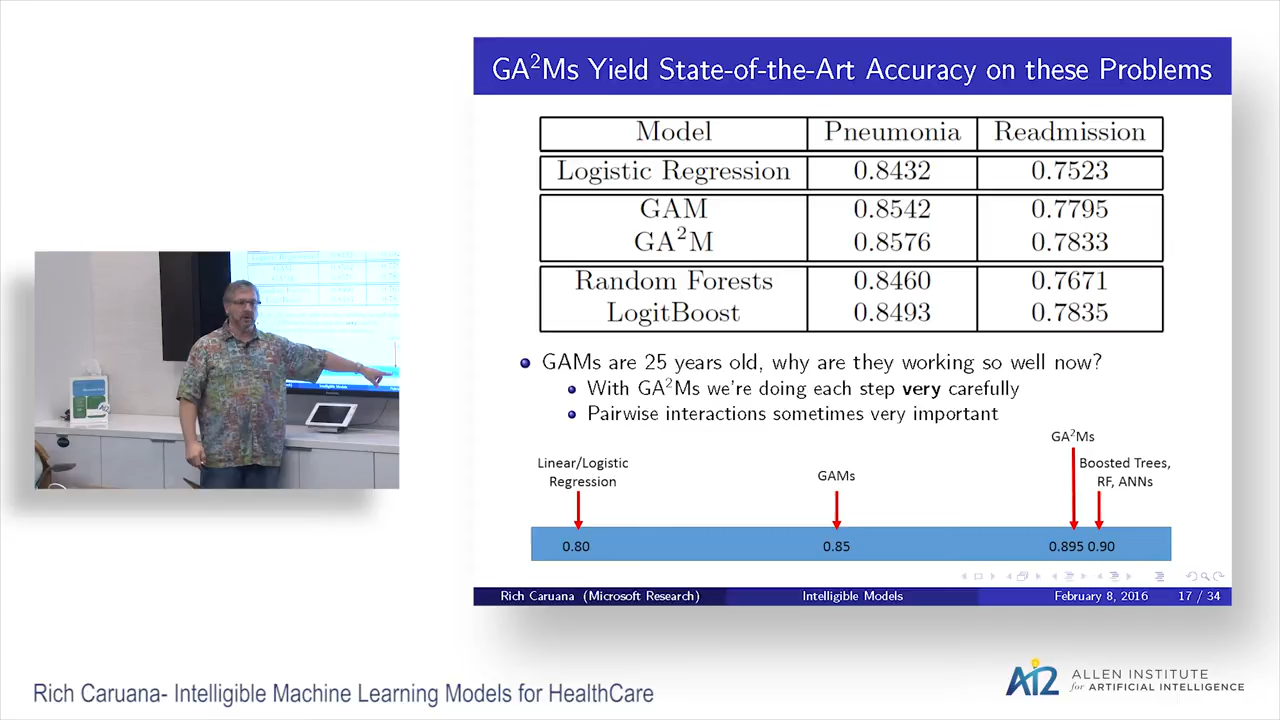 GA²Ms Yield State-of-the-Art Accuracy on these Problems
Model Pneumonia Readmission
Logistic Regression 0.8432 0.7523
GAM 0.8542 0.7795
GA²M 0.8576 0.7833
Random Forests 0.8460 0.7671
LogitBoost 0.8493 0.7835
GAMs are 25 years old, why are they working so well now?
With GA²Ms we're doing each step very carefully
Pairwise interactions sometimes very important
GA²Ms
Linear/Logistic
Regression
GAMs
Boosted Trees,
RF, ANNs
0.80 0.85 0.895 0.90
Rich Caruana (Microsoft Research) Intelligible Models February 8, 2016 17 / 34
Rich Caruana- Intelligible Machine Learning Models for HealthCare
AI2 ALLEN INSTITUTE
for ARTIFICIAL INTELLIGENCE